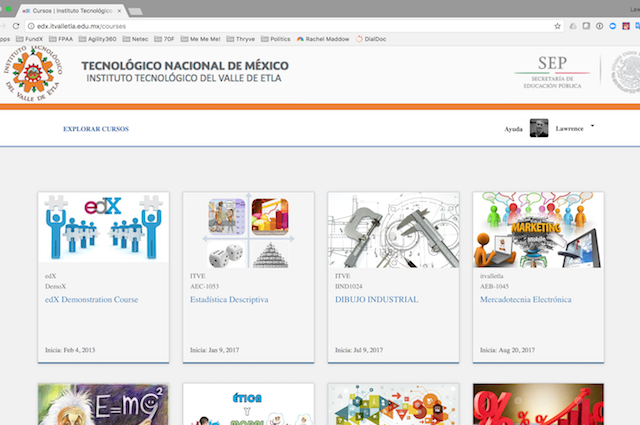 edX Cursos | Instituto Tecnológico
Law
edx.itvalletla.edu.mx/courses
Apps FundX FPAA Agility360 Netec 70F Me Me Me! Thryve Politics Rachel Maddow DialDoc
INSTITUTO TECNOLÓGICO DEL VALLE DE ETLA
TECNOLÓGICO NACIONAL DE MÉXICO
INSTITUTO TECNOLÓGICO DEL VALLE DE ETLA
SEP
SECRETARÍA DE
EDUCACIÓN PÚBLICA
EXPLORAR CURSOS
Ayuda
Lawrence
edX
edX
DemoX
edX Demonstration Course
Inicia: Feb 4, 2013
ITVE
AEC-1053
Estadística Descriptiva
Inicia: Jan 9, 2017
ITVE
IIND1024
DIBUJO INDUSTRIAL
Inicia: Jul 9, 2017
MARKETING
mobile
itvalletla
AEB-1045
Mercadotecnia Electrónica
Inicia: Aug 20, 2017
E=mc²
ÉTICA
Y
% %